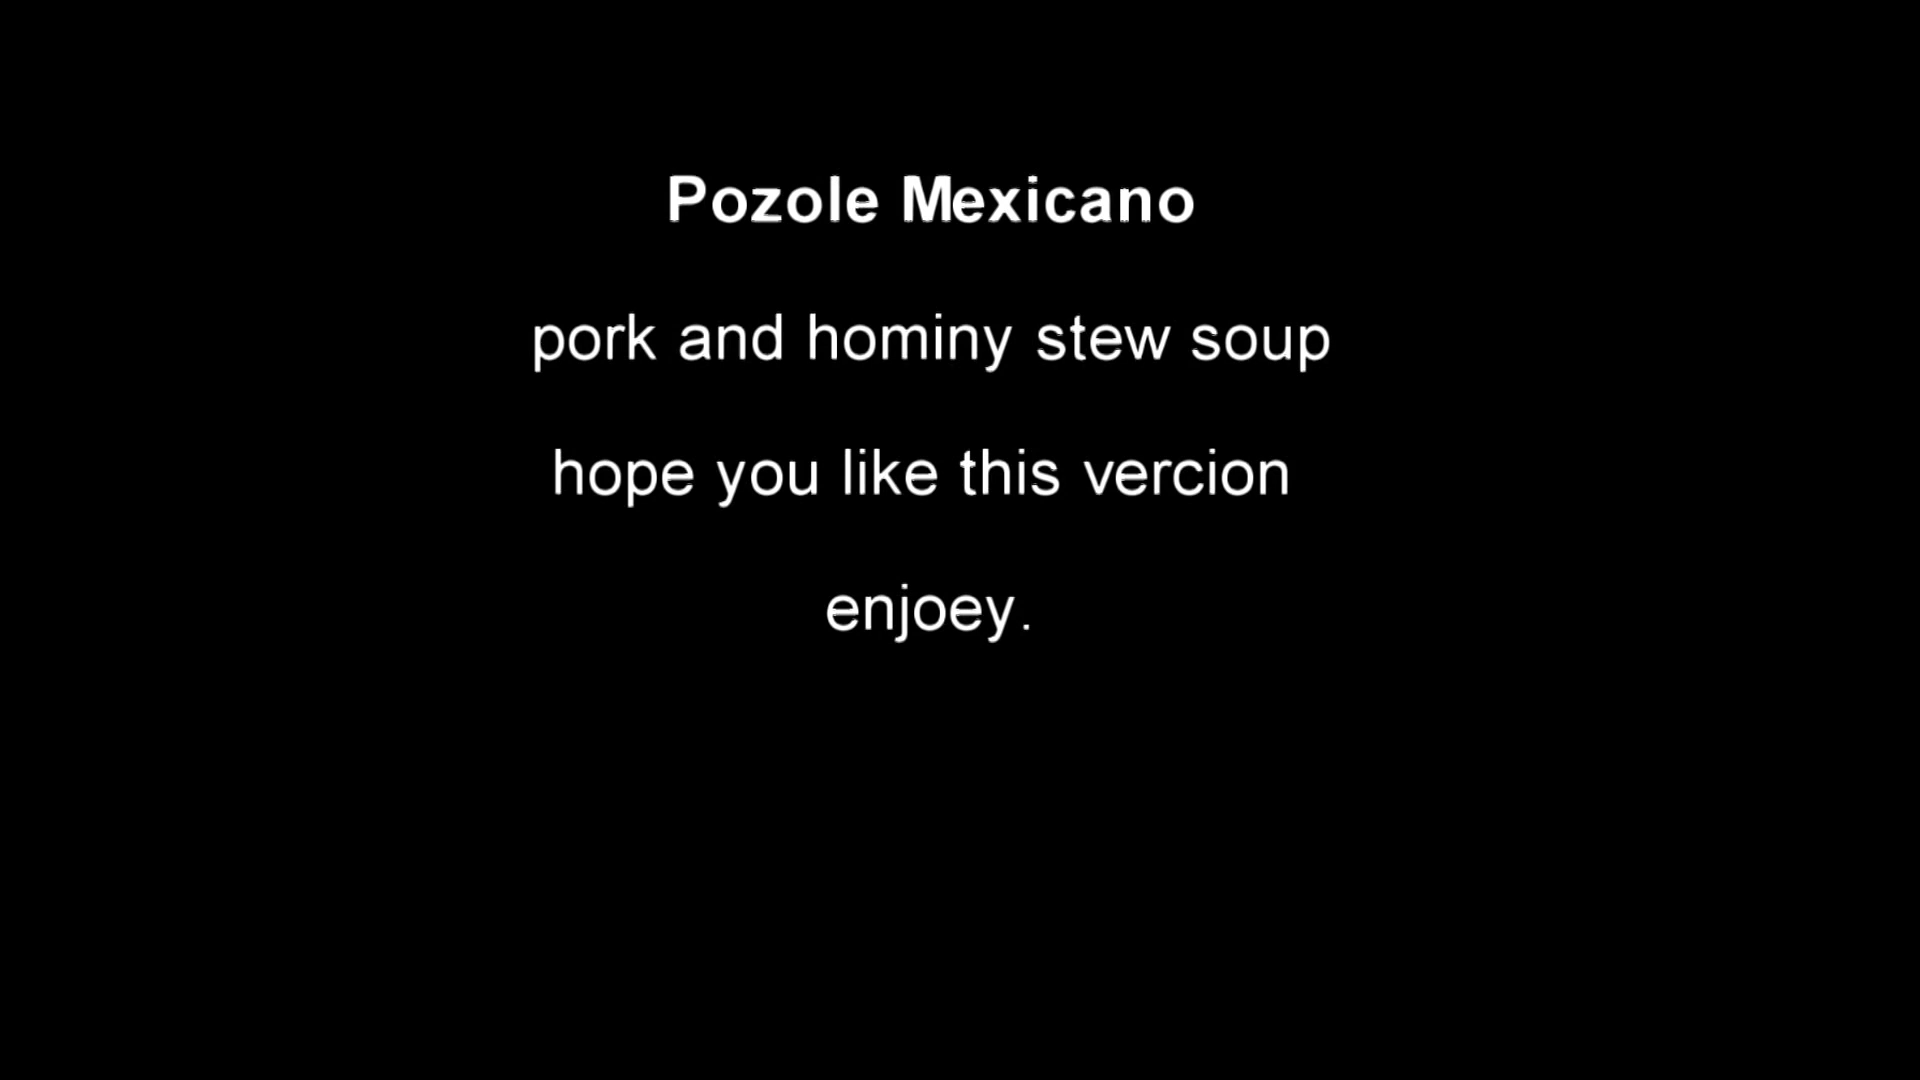 Pozole Mexicano
pork and hominy stew soup
hope you like this vercion
enjoey.